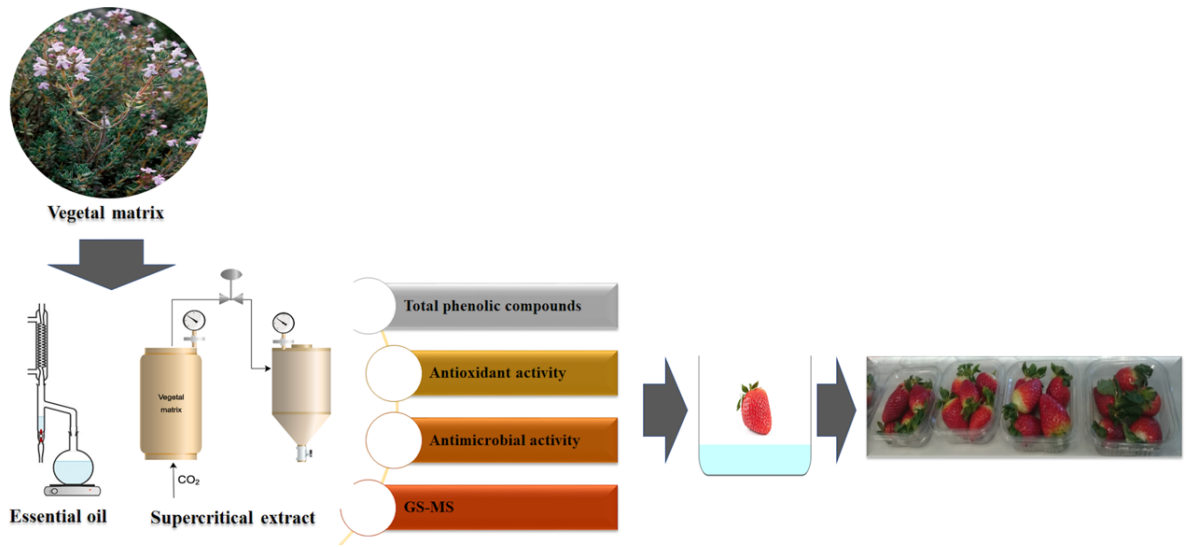 Vegetal matrix
Vegetal
matrix
CO₂
Essential oil
Supercritical extract
Total phenolic compounds
Antioxidant activity
Antimicrobial activity
GS-MS